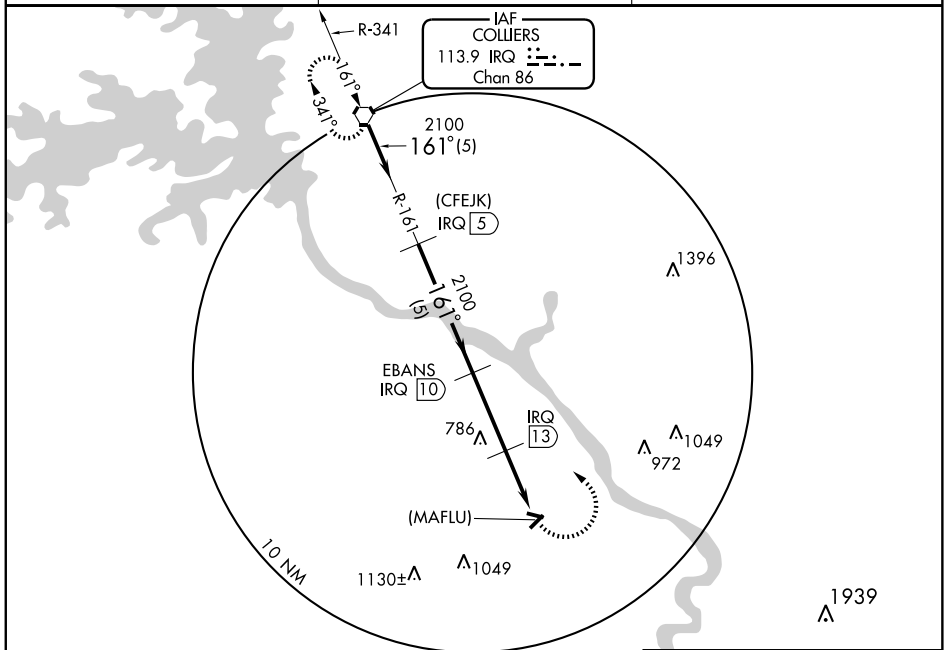 R-341
IAF
COLLIERS
113.9 IRQ
Chan 86
161°
341°
2100
161° (5)
R-161
(CFEJK)
IRQ 5
1396
2100
161°
(5)
EBANS
IRQ 10
IRQ
13
786
1049
972
(MAFLU)
10 NM
1130±
1049
1939